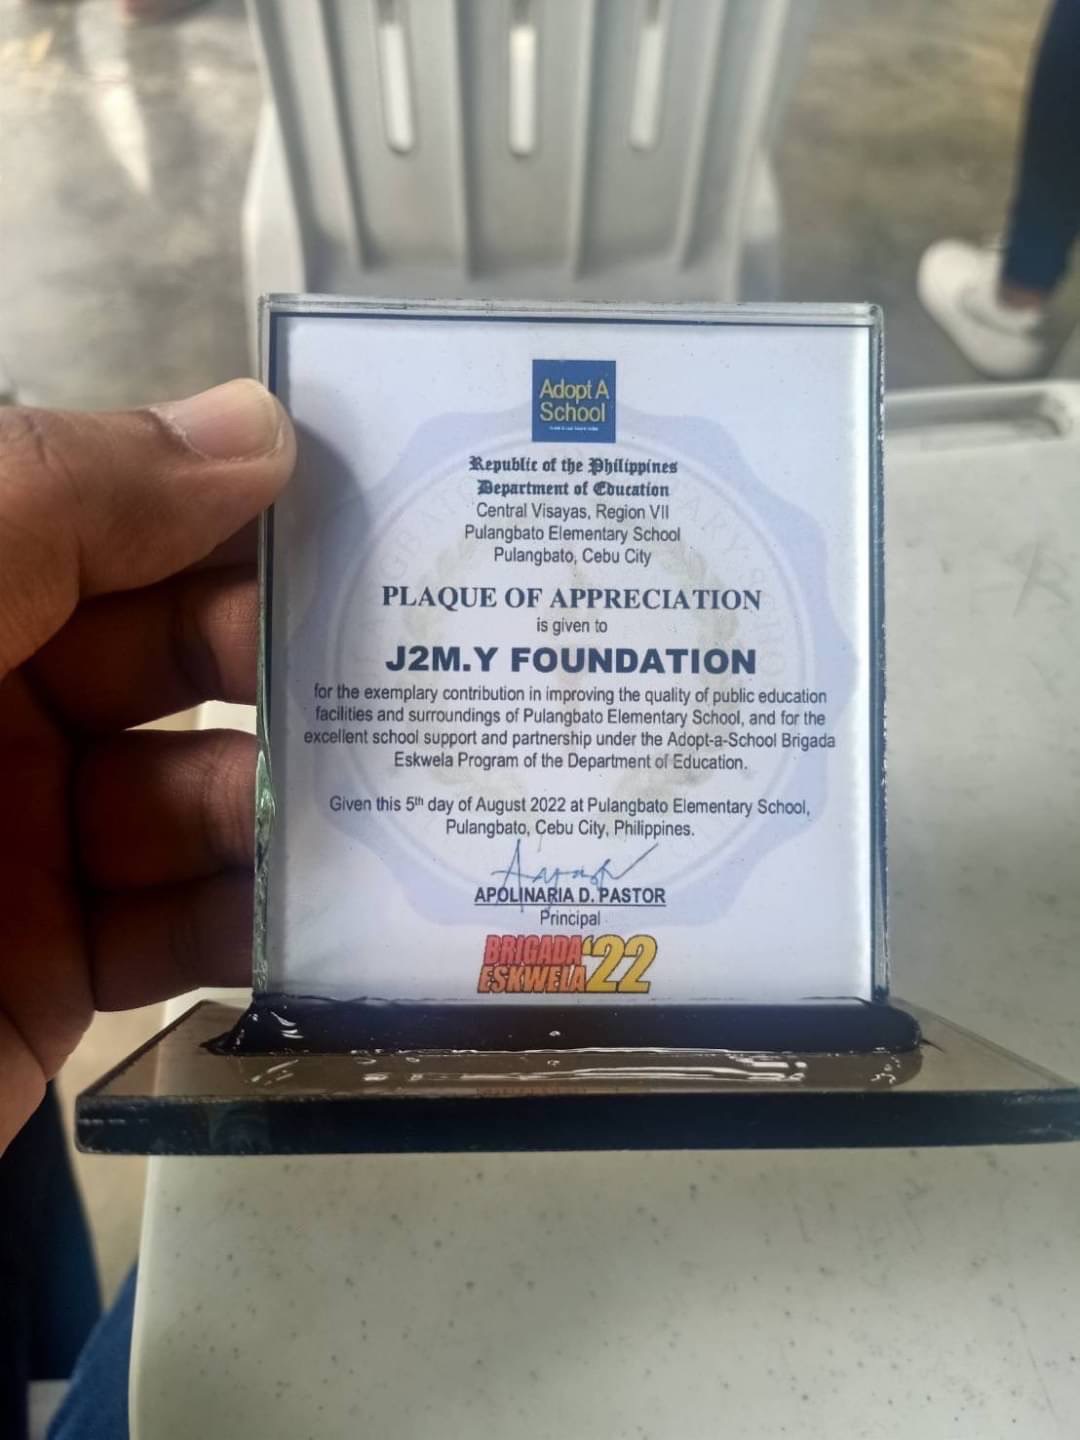 Adopt A
School
Republic of the Philippines
Department of Education
Central Visayas, Region VII
Pulangbato Elementary School
Pulangbato, Cebu City
PLAQUE OF APPRECIATION
is given to
J2M.Y FOUNDATION
for the exemplary contribution in improving the quality of public education
facilities and surroundings of Pulangbato Elementary School, and for the
excellent school support and partnership under the Adopt-a-School Brigada
Eskwela Program of the Department of Education.
Given this 5th day of August 2022 at Pulangbato Elementary School,
Pulangbato, Cebu City, Philippines.
APOLINARIA D. PASTOR
Principal
BRIGADA
ESKWELA '22